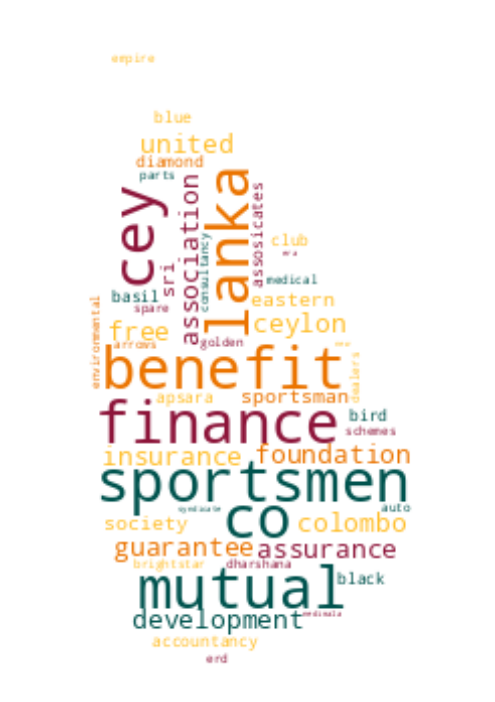 empire
blue
united
diamond
parts
cey
association
lanka
assosicates
sri
consultancy
club
era
medical
basil
spare
eastern
environmental
free
ceylon
arrows
golden
benefit
dealers
apsara
sportsman
finance
bird
schemes
insurance
foundation
sportsmen
syndicate
co
auto
society
colombo
guarantee
assurance
brightstar
dharshana
mutual
black
development
accountancy
erd